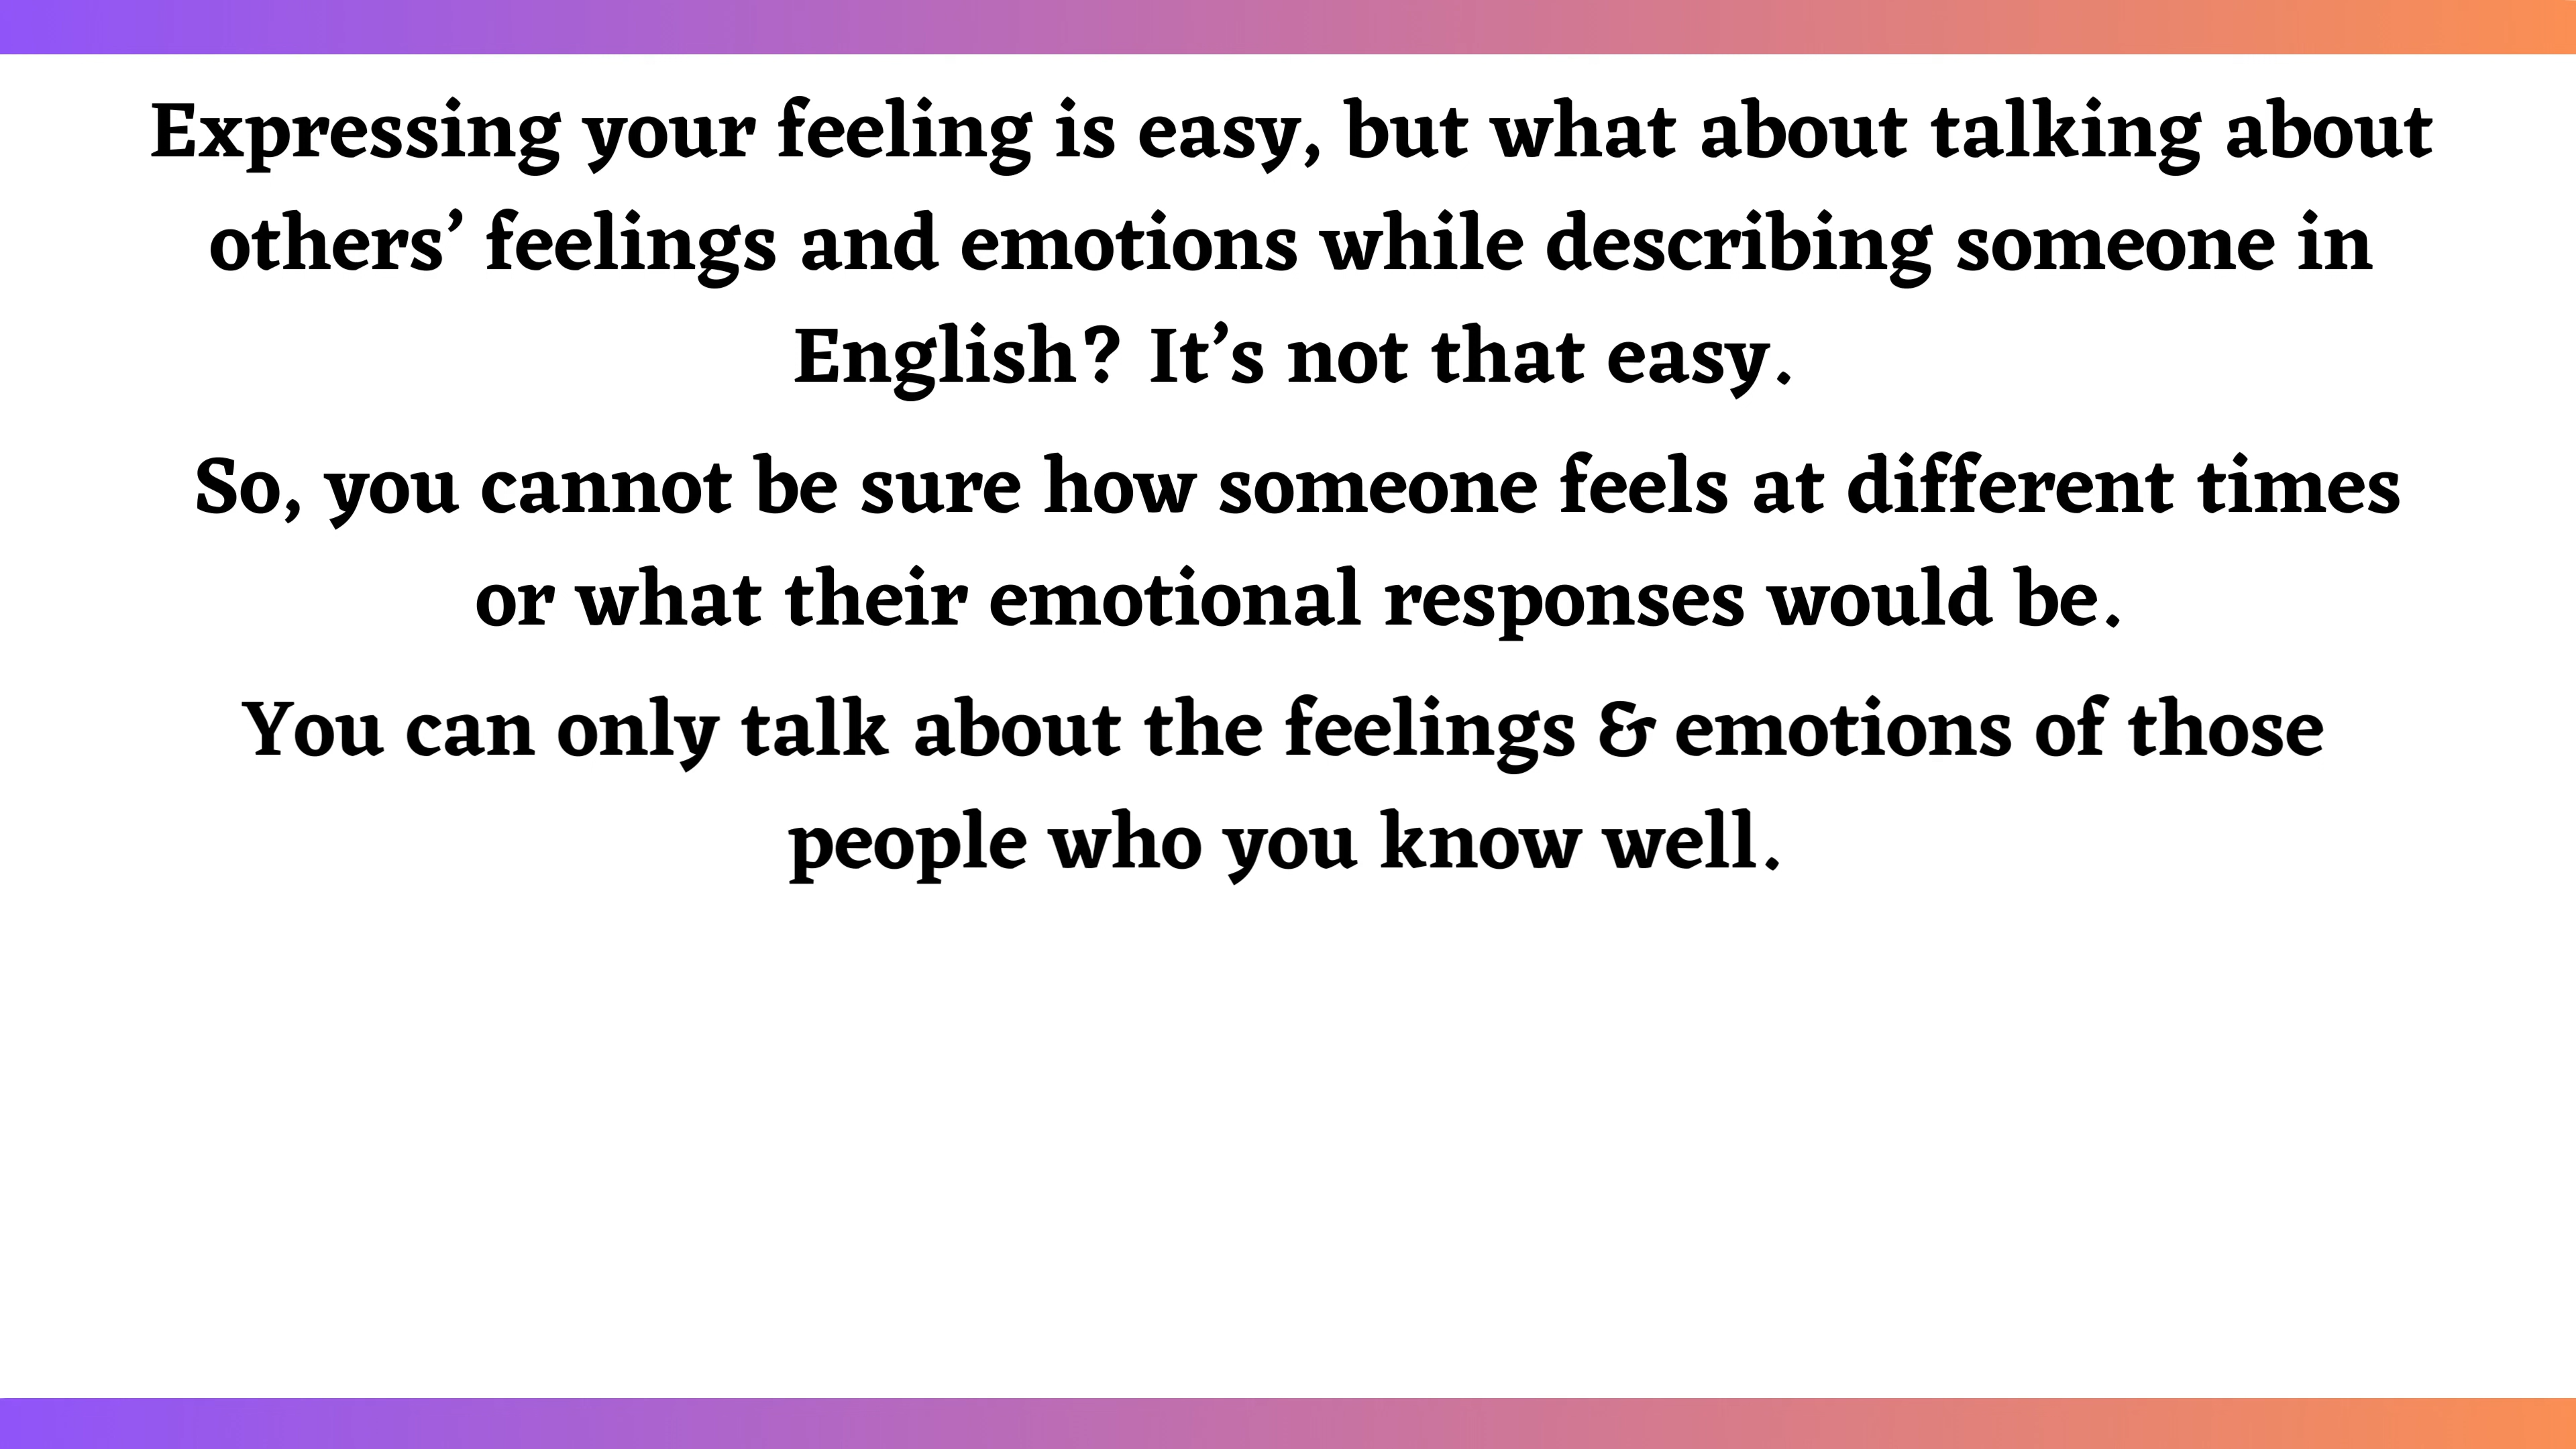 Expressing your feeling is easy, but what about talking about
others’ feelings and emotions while describing someone in
English? It’s not that easy.
So, you cannot be sure how someone feels at different times
or what their emotional responses would be.
You can only talk about the feelings & emotions of those
people who you know well.